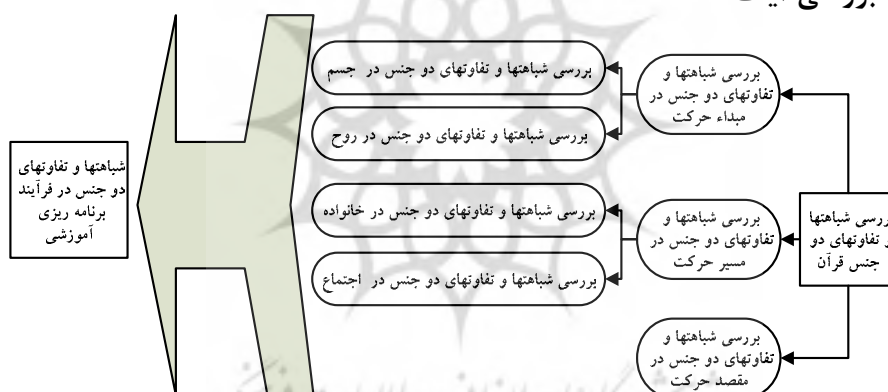 بررسی شباهتها
و تفاوتهای دو
جنس قرآن
بررسی شباهتها و
تفاوتهای دو جنس در
مبداء حرکت
بررسی شباهتها و تفاوتهای دو جنس در جسم
بررسی شباهتها و تفاوتهای دو جنس در روح
بررسی شباهتها و
تفاوتهای دو جنس در
مسیر حرکت
بررسی شباهتها و تفاوتهای دو جنس در خانواده
بررسی شباهتها و تفاوتهای دو جنس در اجتماع
بررسی شباهتها و
تفاوتهای دو جنس در
مقصد حرکت
شباهتها و تفاوتهای
دو جنس در فرآیند
برنامه ریزی
آموزشی